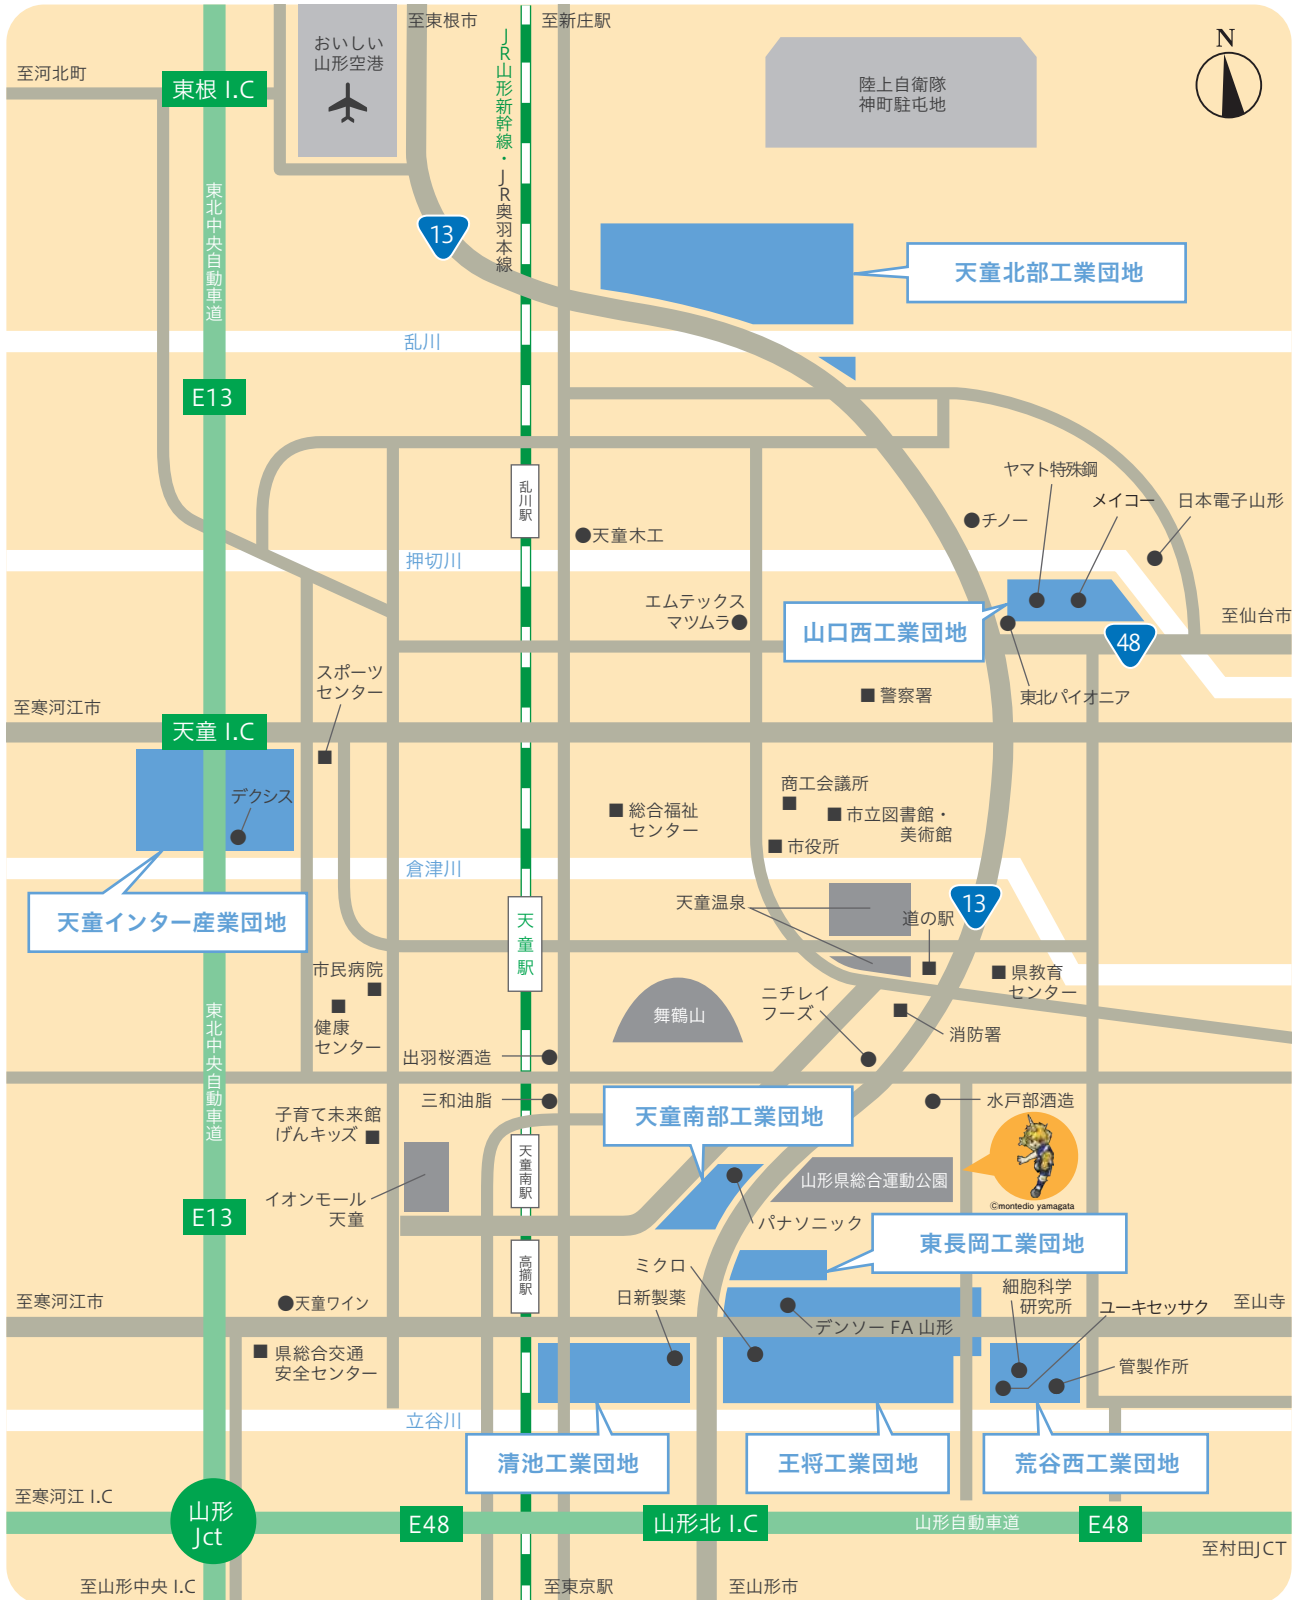 至東根市
至新庄駅
おいしい
山形空港
JR山形新幹線・JR奥羽本線
N
至河北町
東根 I.C
陸上自衛隊
神町駐屯地
東北中央自動車道
13
天童北部工業団地
乱川
E13
乱川駅
ヤマト特殊鋼
メイコー
日本電子山形
チノー
天童木工
押切川
エムテックス
マツムラ
山口西工業団地
至仙台市
48
スポーツ
センター
警察署
東北パイオニア
至寒河江市
天童 I.C
デクシス
商工会議所
総合福祉
センター
市立図書館・
美術館
市役所
倉津川
天童インター産業団地
天童駅
天童温泉
道の駅
13
市民病院
県教育
センター
健康
センター
舞鶴山
ニチレイ
フーズ
消防署
東北中央自動車道
出羽桜酒造
三和油脂
天童南部工業団地
水戸部酒造
子育て未来館
げんキッズ
天童南駅
山形県総合運動公園
©montedio yamagata
イオンモール
天童
E13
パナソニック
東長岡工業団地
高擶駅
ミクロ
日新製薬
細胞科学
研究所
ユーキセッサク
至山寺
至寒河江市
天童ワイン
デンソー FA 山形
県総合交通
安全センター
管製作所
立谷川
清池工業団地
王将工業団地
荒谷西工業団地
至寒河江 I.C
山形
Jct
E48
山形北 I.C
山形自動車道
E48
至村田JCT
至山形中央 I.C
至東京駅
至山形市